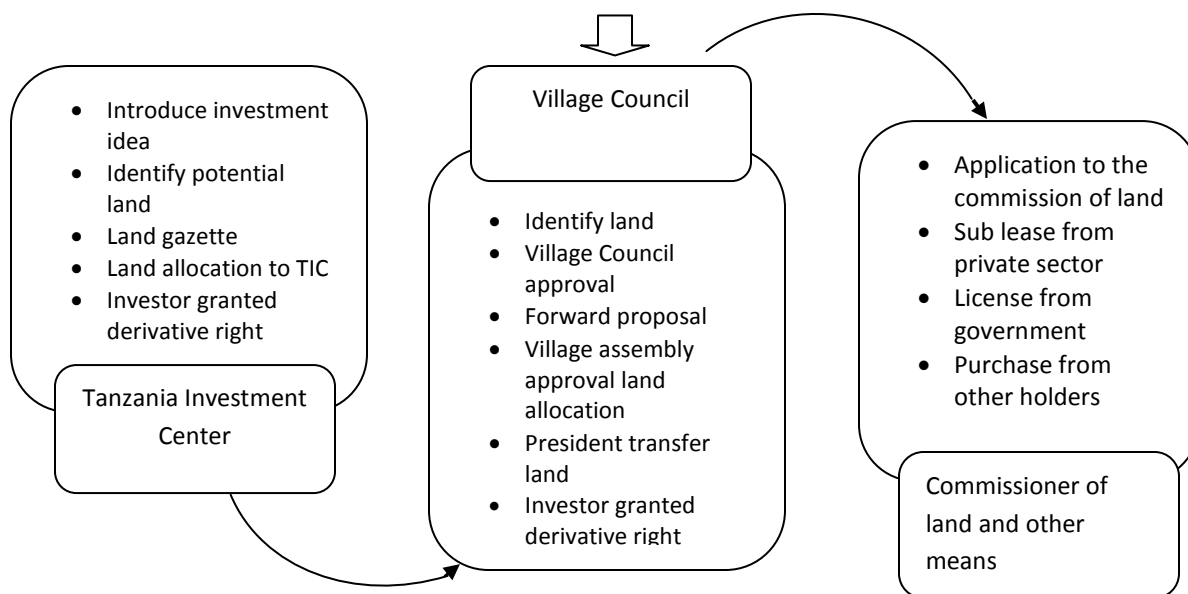 • Introduce investment
idea
• Identify potential
land
• Land gazette
• Land allocation to TIC
• Investor granted
derivative right
Tanzania Investment
Center
Village Council
• Identify land
• Village Council
approval
• Forward proposal
• Village assembly
approval land
allocation
• President transfer
land
• Investor granted
derivative right
• Application to the
commission of land
• Sub lease from
private sector
• License from
government
• Purchase from
other holders
Commissioner of
land and other
means